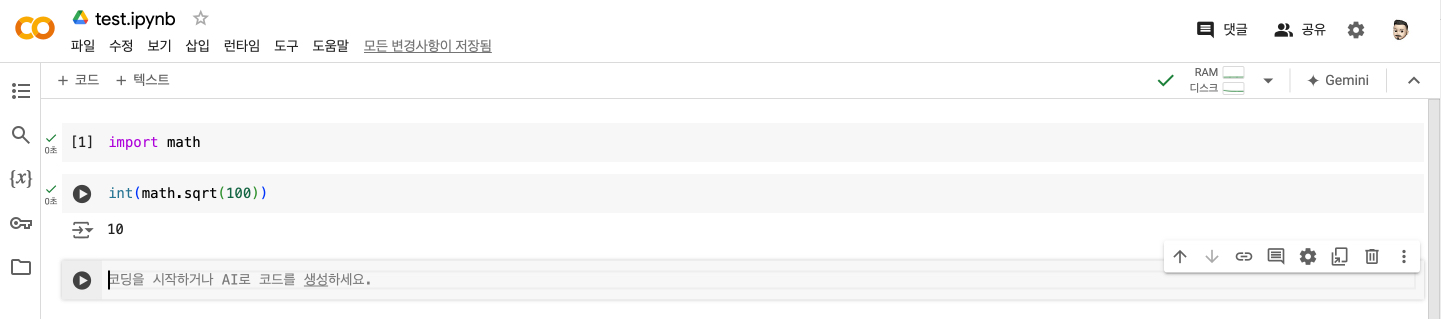 test.ipynb
파일 수정 보기 삽입 런타임 도구 도움말 모든 변경사항이 저장됨
댓글 공유
+ 코드 + 텍스트
RAM
디스크
Gemini
[1] import math
0초
int(math.sqrt(100))
0초
10
코딩을 시작하거나 AI로 코드를 생성하세요.
{x}